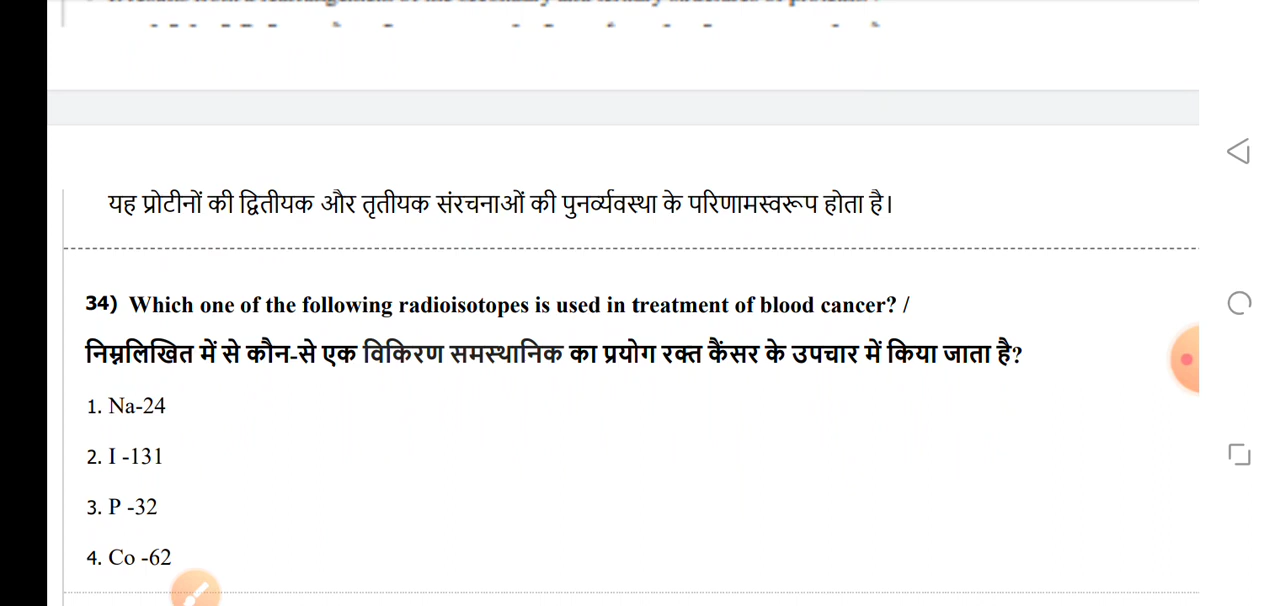 यह प्रोटीनों की द्वितीयक और तृतीयक संरचनाओं की पुनर्व्यवस्था के परिणामस्वरूप होता है।
34) Which one of the following radioisotopes is used in treatment of blood cancer? /
निम्नलिखित में से कौन-से एक विकिरण समस्थानिक का प्रयोग रक्त कैंसर के उपचार में किया जाता है?
1. Na-24
2. I -131
3. P -32
4. Co -62